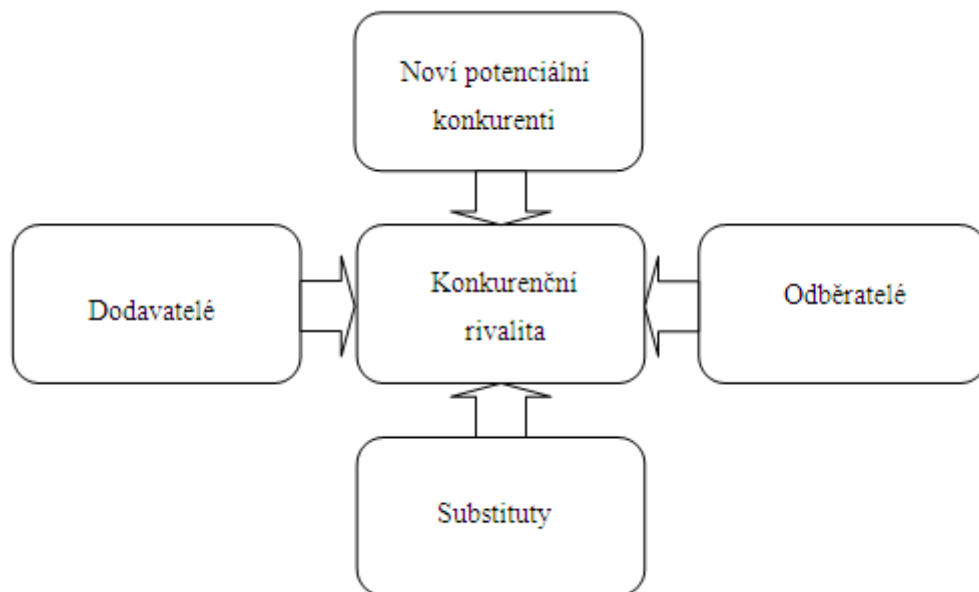 Noví potenciální
konkurenti
Dodavatelé
Konkurenční
rivalita
Odběratelé
Substituty